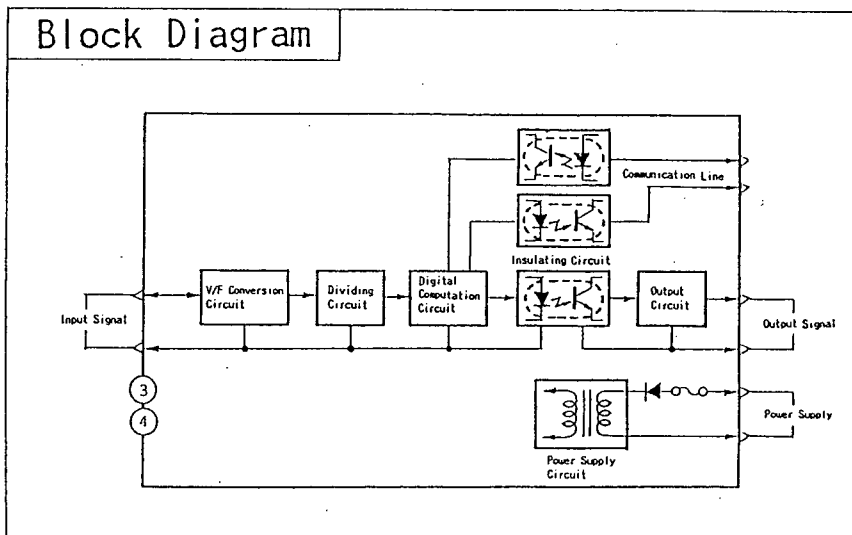 Block Diagram
Communication Line
Insulating Circuit
V/F Conversion
Circuit
Dividing
Circuit
Digital
Computation
Circuit
Output
Circuit
Input Signal
Output Signal
3
4
Power Supply
Power Supply
Circuit